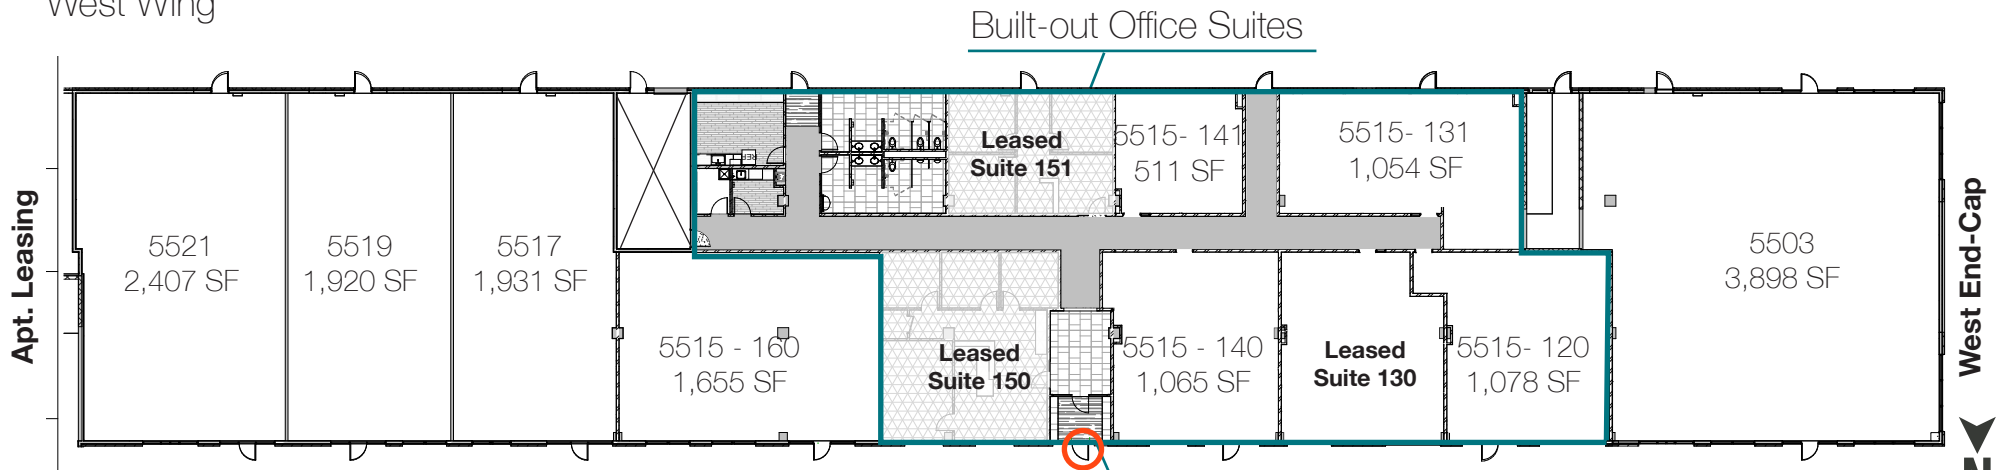 West Wing
Built-out Office Suites
Leased
Suite 151
5515- 141
511 SF
5515- 131
1,054 SF
REF
Apt. Leasing
5521
2,407 SF
5519
1,920 SF
5517
1,931 SF
5503
3,898 SF
West End-Cap
5515 - 160
1,655 SF
Leased
Suite 150
5515 - 140
1,065 SF
Leased
Suite 130
5515- 120
1,078 SF